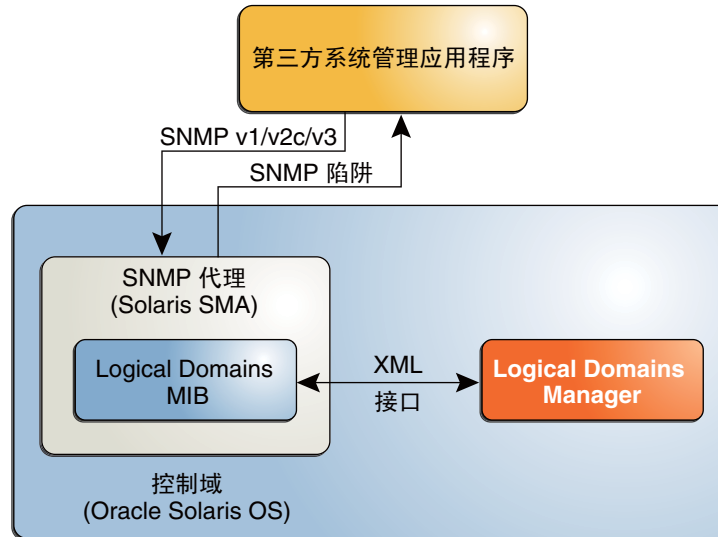 第三方系统管理应用程序
SNMP v1/v2c/v3
SNMP 陷阱
SNMP 代理
(Solaris SMA)
Logical Domains
MIB
XML
接口
Logical Domains
Manager
控制域
(Oracle Solaris OS)